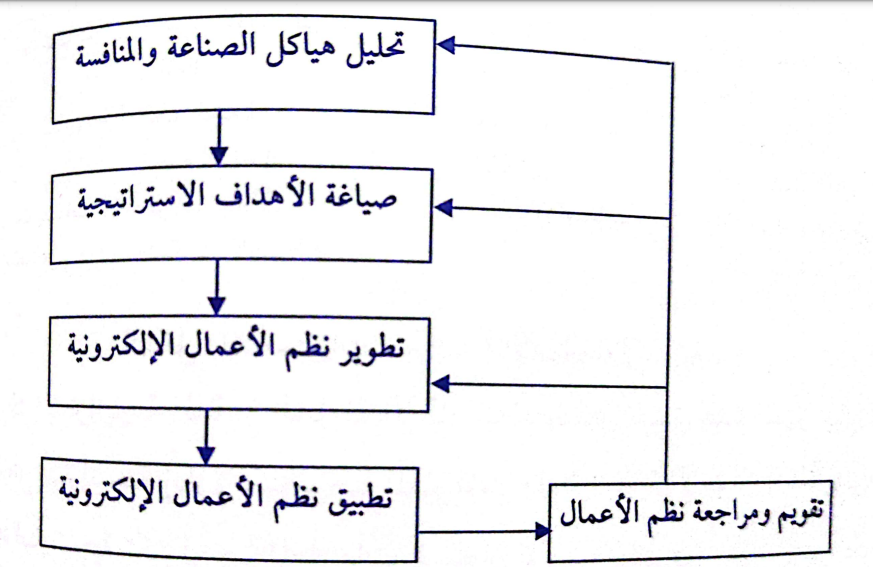 تحليل هياكل الصناعة والمنافسة
صياغة الأهداف الاستراتيجية
تطوير نظم الأعمال الإلكترونية
تطبيق نظم الأعمال الإلكترونية
تقويم ومراجعة نظم الأعمال